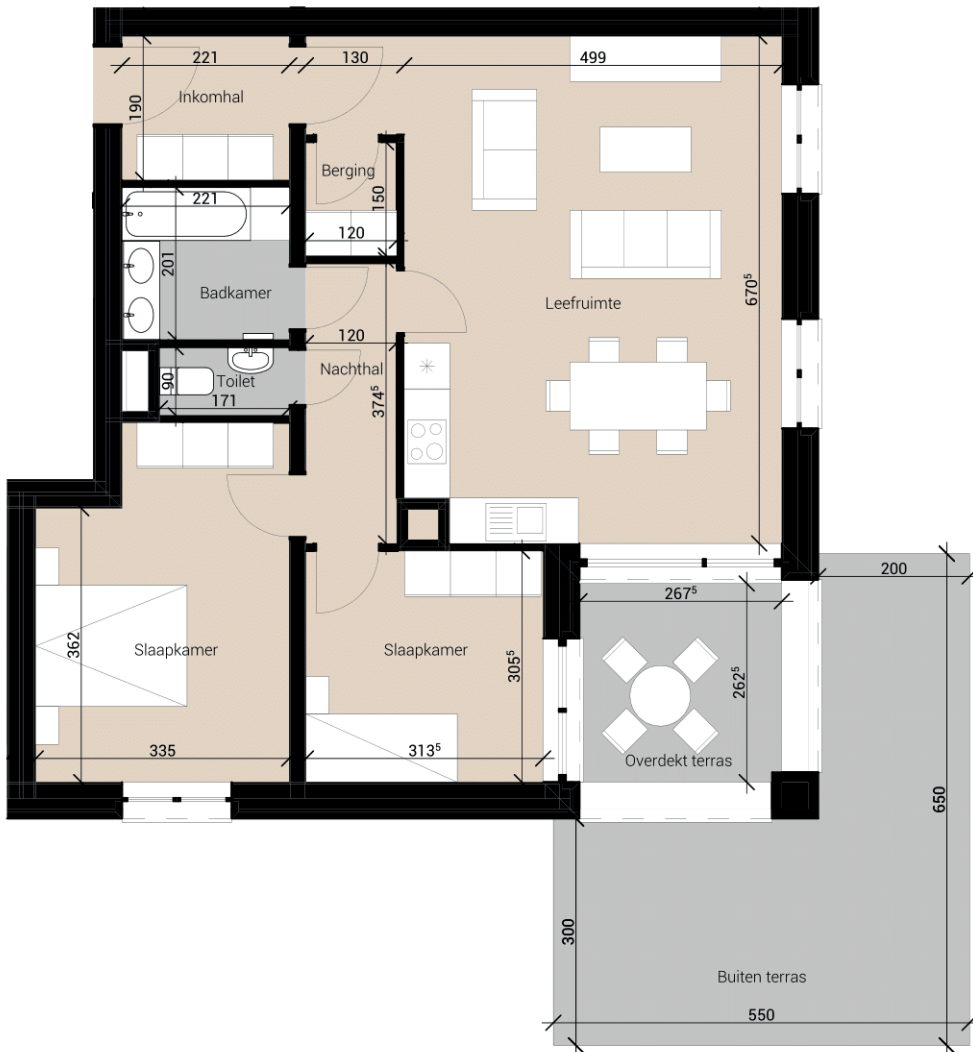 221
130
499
190
Inkomhal
Berging
150
221
120
201
Badkamer
Leefruimte
670⁵
120
Nachthal
90
Toilet
171
374⁵
200
267⁵
362
Slaapkamer
Slaapkamer
305⁵
262⁵
335
313⁵
Overdekt terras
650
300
Buiten terras
550